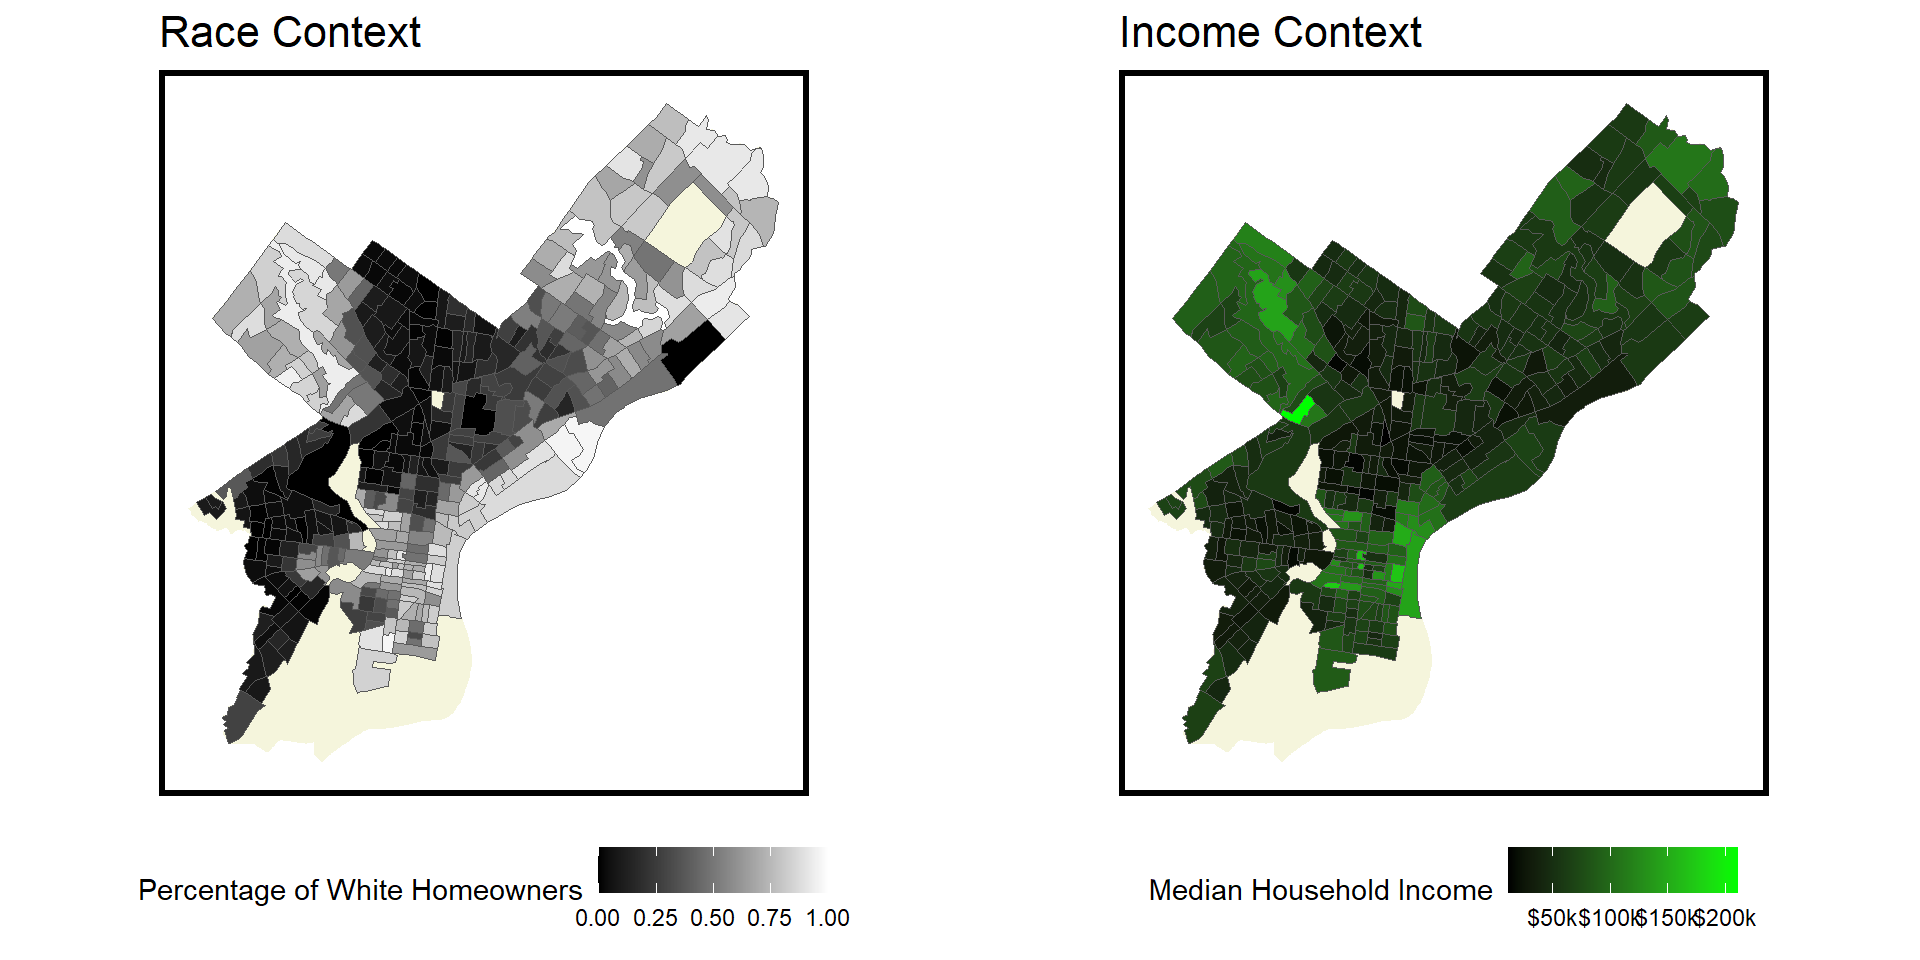 Race Context
Income Context
Percentage of White Homeowners
0.00 0.25 0.50 0.75 1.00
Median Household Income
$50k $100k $150k $200k